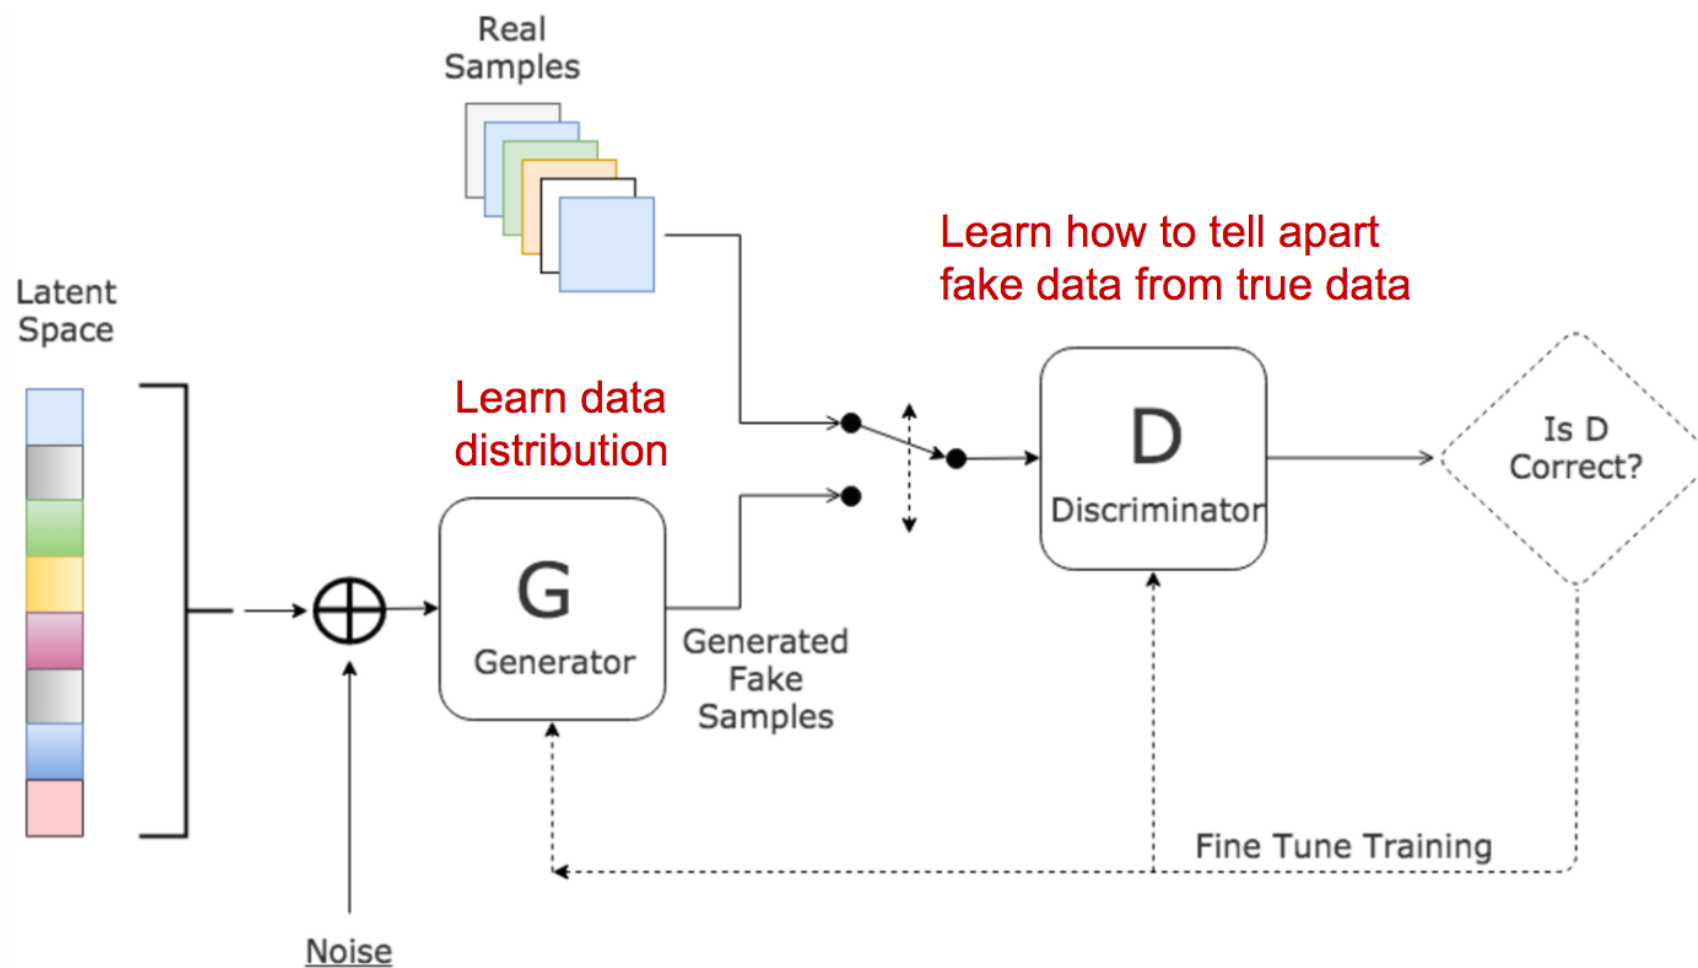 Real
Samples
Learn how to tell apart
fake data from true data
Latent
Space
Learn data
distribution
D
Discriminator
Is D
Correct?
G
Generator
Generated
Fake
Samples
Fine Tune Training
Noise